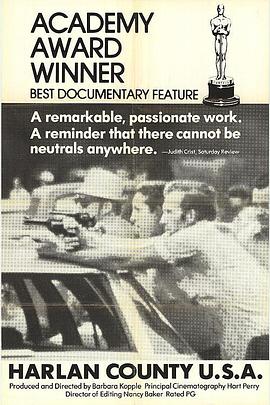 ACADEMY
AWARD
WINNER
BEST DOCUMENTARY FEATURE
A remarkable, passionate work.
A reminder that there cannot be
neutrals anywhere. —Judith Crist, Saturday Review
HARLAN COUNTY U.S.A.
Produced and Directed by Barbara Kopple Principal Cinematography Hart Perry
Director of Editing Nancy Baker Rated PG